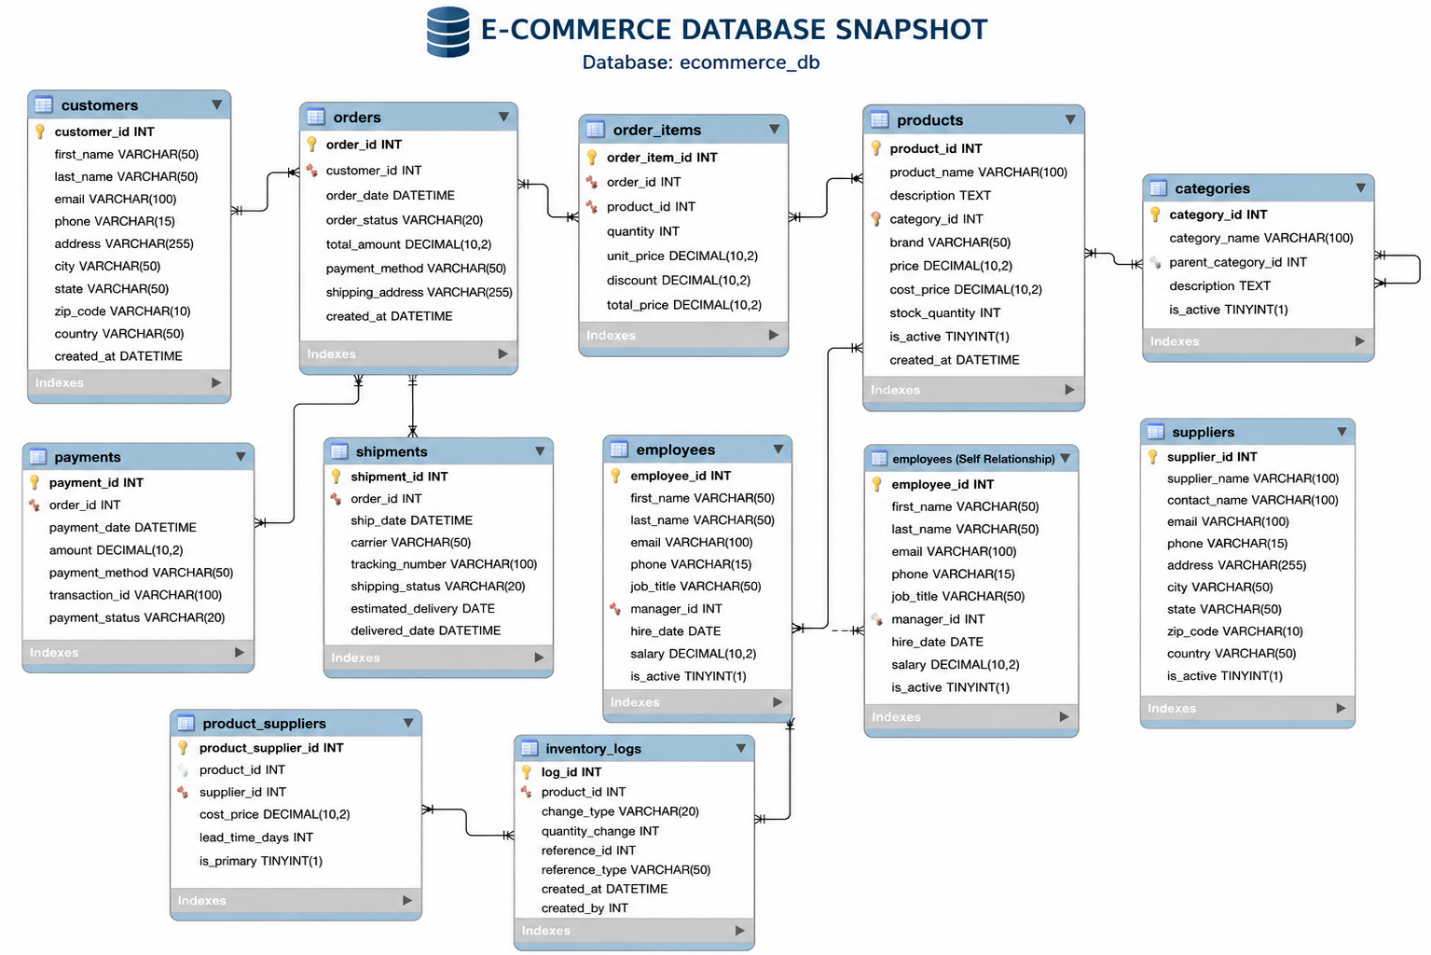 E-COMMERCE DATABASE SNAPSHOT
Database: ecommerce_db
customers
customer_id INT
first_name VARCHAR(50)
last_name VARCHAR(50)
email VARCHAR(100)
phone VARCHAR(15)
address VARCHAR(255)
city VARCHAR(50)
state VARCHAR(50)
zip_code VARCHAR(10)
country VARCHAR(50)
created_at DATETIME
Indexes
orders
order_id INT
customer_id INT
order_date DATETIME
order_status VARCHAR(20)
total_amount DECIMAL(10,2)
payment_method VARCHAR(50)
shipping_address VARCHAR(255)
created_at DATETIME
Indexes
order_items
order_item_id INT
order_id INT
product_id INT
quantity INT
unit_price DECIMAL(10,2)
discount DECIMAL(10,2)
total_price DECIMAL(10,2)
Indexes
products
product_id INT
product_name VARCHAR(100)
description TEXT
category_id INT
brand VARCHAR(50)
price DECIMAL(10,2)
cost_price DECIMAL(10,2)
stock_quantity INT
is_active TINYINT(1)
created_at DATETIME
Indexes
categories
category_id INT
category_name VARCHAR(100)
parent_category_id INT
description TEXT
is_active TINYINT(1)
Indexes
payments
payment_id INT
order_id INT
payment_date DATETIME
amount DECIMAL(10,2)
payment_method VARCHAR(50)
transaction_id VARCHAR(100)
payment_status VARCHAR(20)
Indexes
shipments
shipment_id INT
order_id INT
ship_date DATETIME
carrier VARCHAR(50)
tracking_number VARCHAR(100)
shipping_status VARCHAR(20)
estimated_delivery DATE
delivered_date DATETIME
Indexes
employees
employee_id INT
first_name VARCHAR(50)
last_name VARCHAR(50)
email VARCHAR(100)
phone VARCHAR(15)
job_title VARCHAR(50)
manager_id INT
hire_date DATE
salary DECIMAL(10,2)
is_active TINYINT(1)
Indexes
employees (Self Relationship)
employee_id INT
first_name VARCHAR(50)
last_name VARCHAR(50)
email VARCHAR(100)
phone VARCHAR(15)
job_title VARCHAR(50)
manager_id INT
hire_date DATE
salary DECIMAL(10,2)
is_active TINYINT(1)
Indexes
suppliers
supplier_id INT
supplier_name VARCHAR(100)
contact_name VARCHAR(100)
email VARCHAR(100)
phone VARCHAR(15)
address VARCHAR(255)
city VARCHAR(50)
state VARCHAR(50)
zip_code VARCHAR(10)
country VARCHAR(50)
is_active TINYINT(1)
Indexes
product_suppliers
product_supplier_id INT
product_id INT
supplier_id INT
cost_price DECIMAL(10,2)
lead_time_days INT
is_primary TINYINT(1)
Indexes
inventory_logs
log_id INT
product_id INT
change_type VARCHAR(20)
quantity_change INT
reference_id INT
reference_type VARCHAR(50)
created_at DATETIME
created_by INT
Indexes